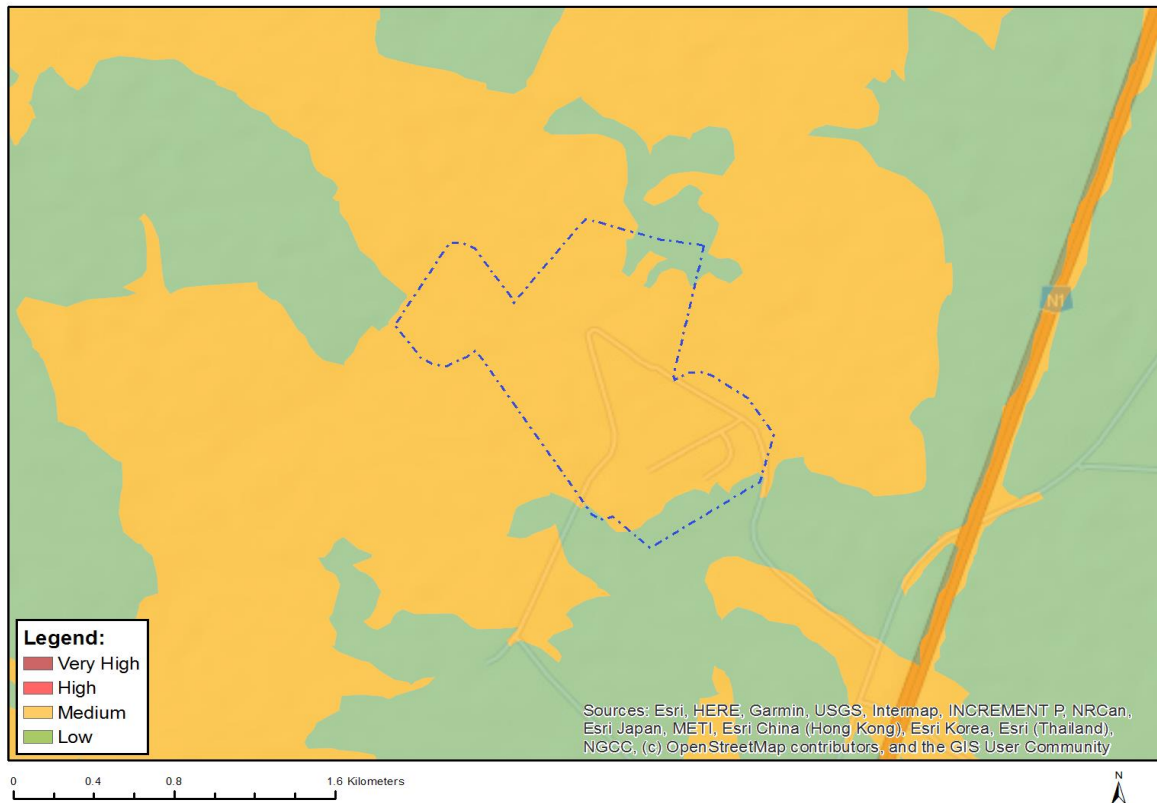 N1
Legend:
Very High
High
Medium
Low
Sources: Esri, HERE, Garmin, USGS, Intermap, INCREMENT P, NRCan,
Esri Japan, METI, Esri China (Hong Kong), Esri Korea, Esri (Thailand),
NGCC, (c) OpenStreetMap contributors, and the GIS User Community
0 0.4 0.8 1.6 Kilometers
N